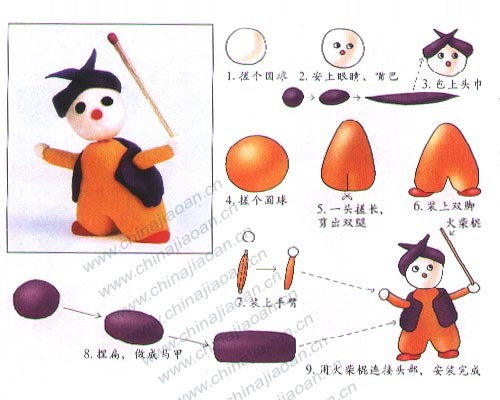 1. 搓个圆球
2. 安上眼睛、嘴巴
3. 包上头巾
4. 搓个圆球
5. 一头搓长,
剪出双腿
6. 装上双脚
火柴棍
7. 装上手臂
8. 捏扁，做成马甲
9. 用火柴棍连接头部，安装完成
www.chinajiaoan.cn
www.chinajiaoan.cn
www.chinajiaoan.cn
www.chinajiaoan.cn